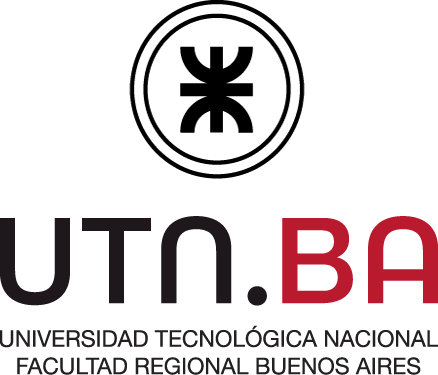 UTN.BA
UNIVERSIDAD TECNOLÓGICA NACIONAL
FACULTAD REGIONAL BUENOS AIRES